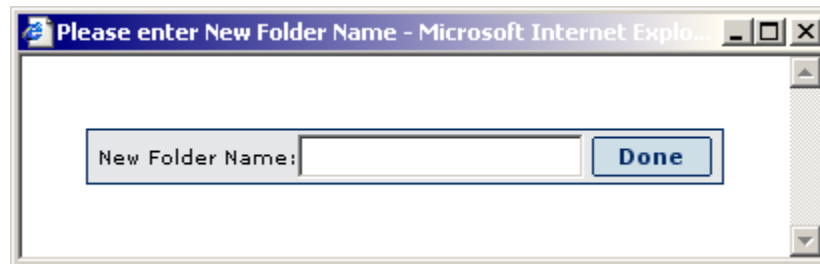 Please enter New Folder Name - Microsoft Internet Explo...
New Folder Name: Done